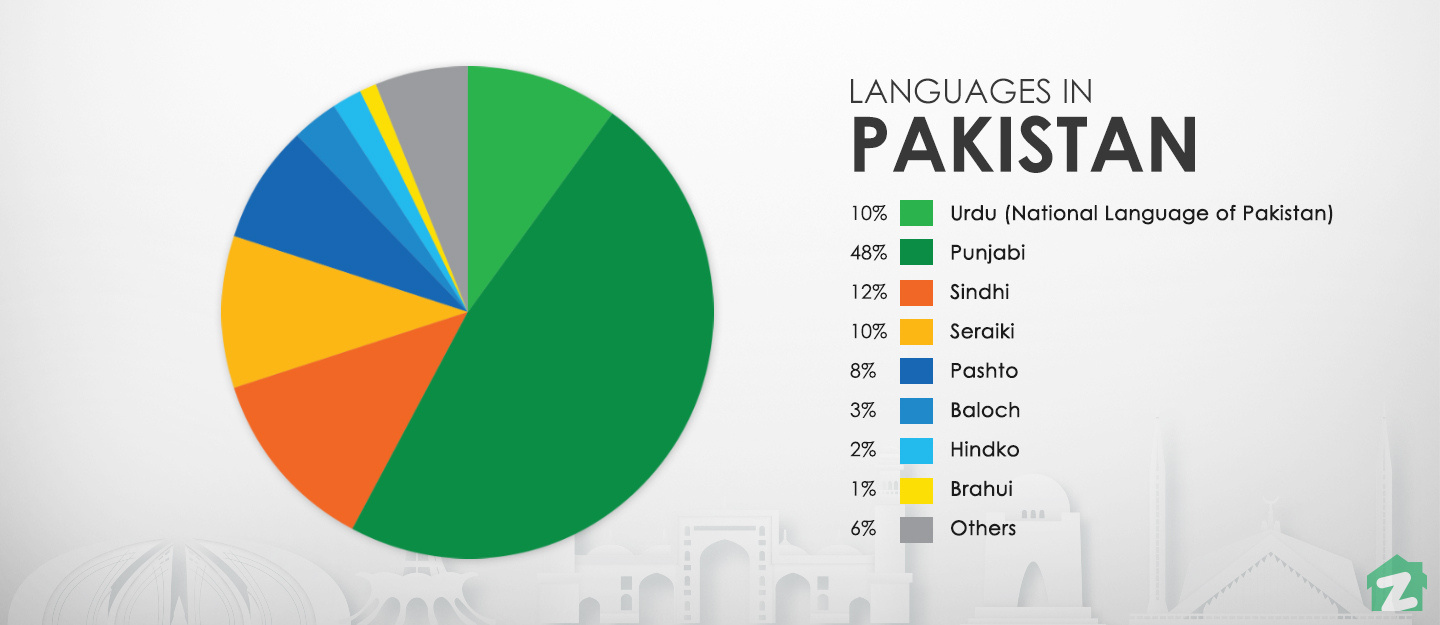 LANGUAGES IN
PAKISTAN
10% Urdu (National Language of Pakistan)
48% Punjabi
12% Sindhi
10% Seraiki
8% Pashto
3% Baloch
2% Hindko
1% Brahui
6% Others
Z